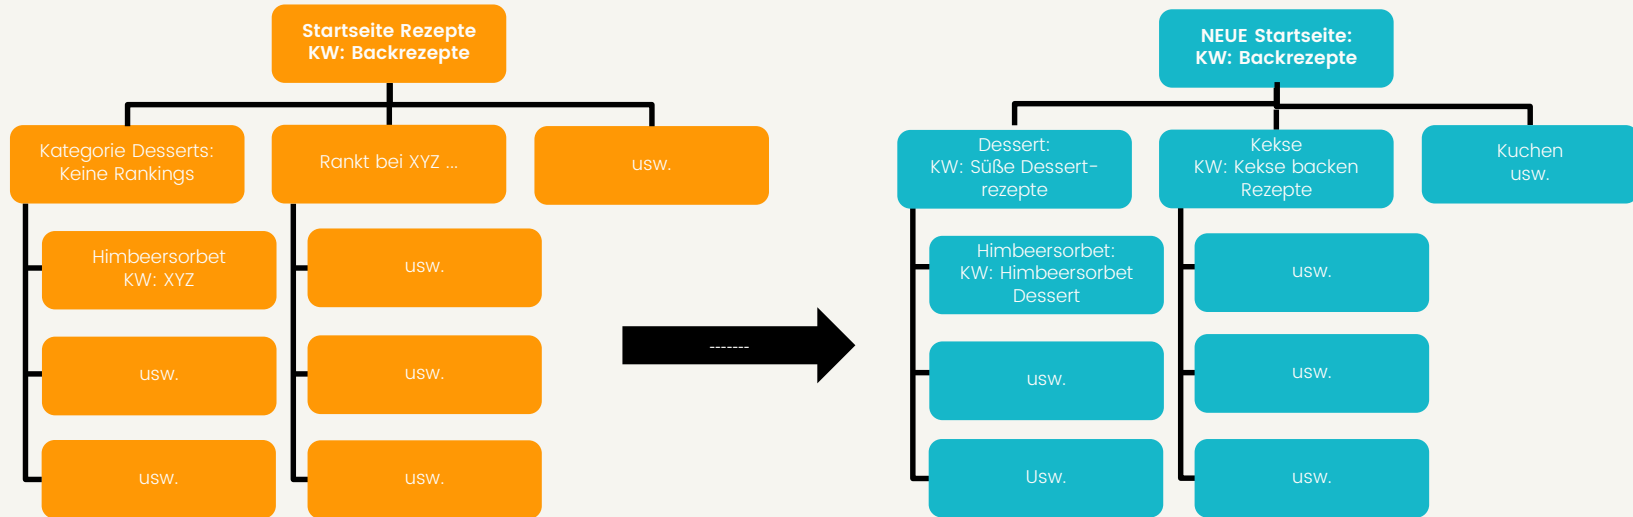 Startseite Rezepte
KW: Backrezepte
Kategorie Desserts:
Keine Rankings
Rankt bei XYZ ...
usw.
Himbeersorbet
KW: XYZ
usw.
usw.
usw.
usw.
usw.
-------
NEUE Startseite:
KW: Backrezepte
Dessert:
KW: Süße Dessert-
rezepte
Kekse
KW: Kekse backen
Rezepte
Kuchen
usw.
Himbeersorbet:
KW: Himbeersorbet
Dessert
usw.
Usw.
usw.
usw.
usw.